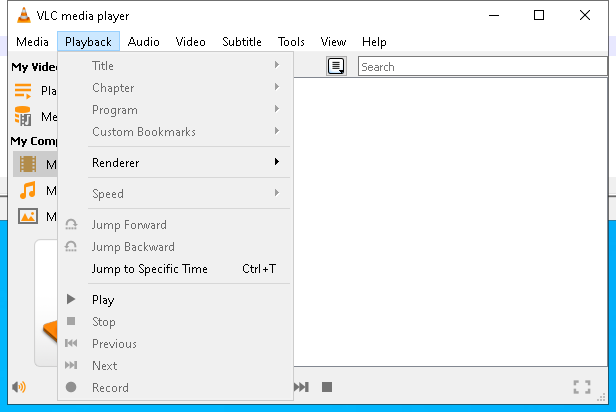 VLC media player
Media Playback Audio Video Subtitle Tools View Help
My Vide
Title
Search
Pla
Chapter
Me
Program
Custom Bookmarks
My Comp
Renderer
M
Speed
M
M
Jump Forward
Jump Backward
Jump to Specific Time Ctrl+T
Play
Stop
Previous
Next
Record